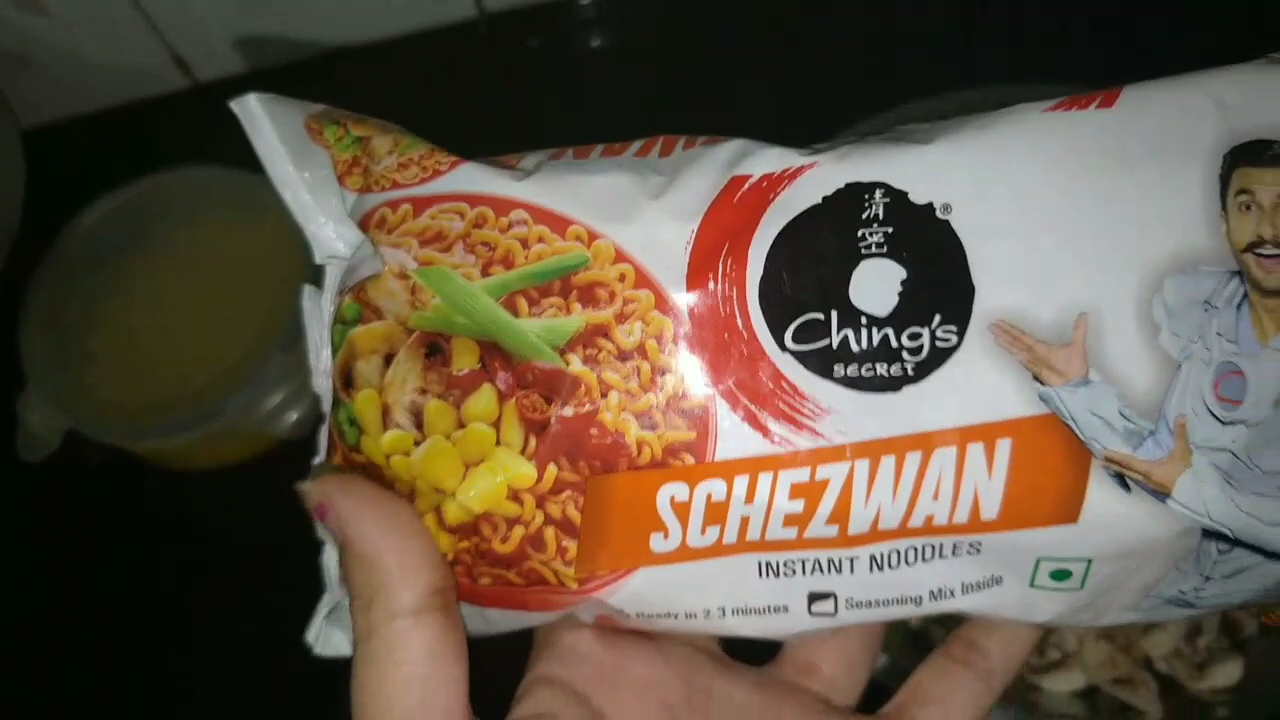 清
密
®
Ching's
SECRET
SCHEZWAN
INSTANT NOODLES
Ready in 2-3 minutes
Seasoning Mix Inside